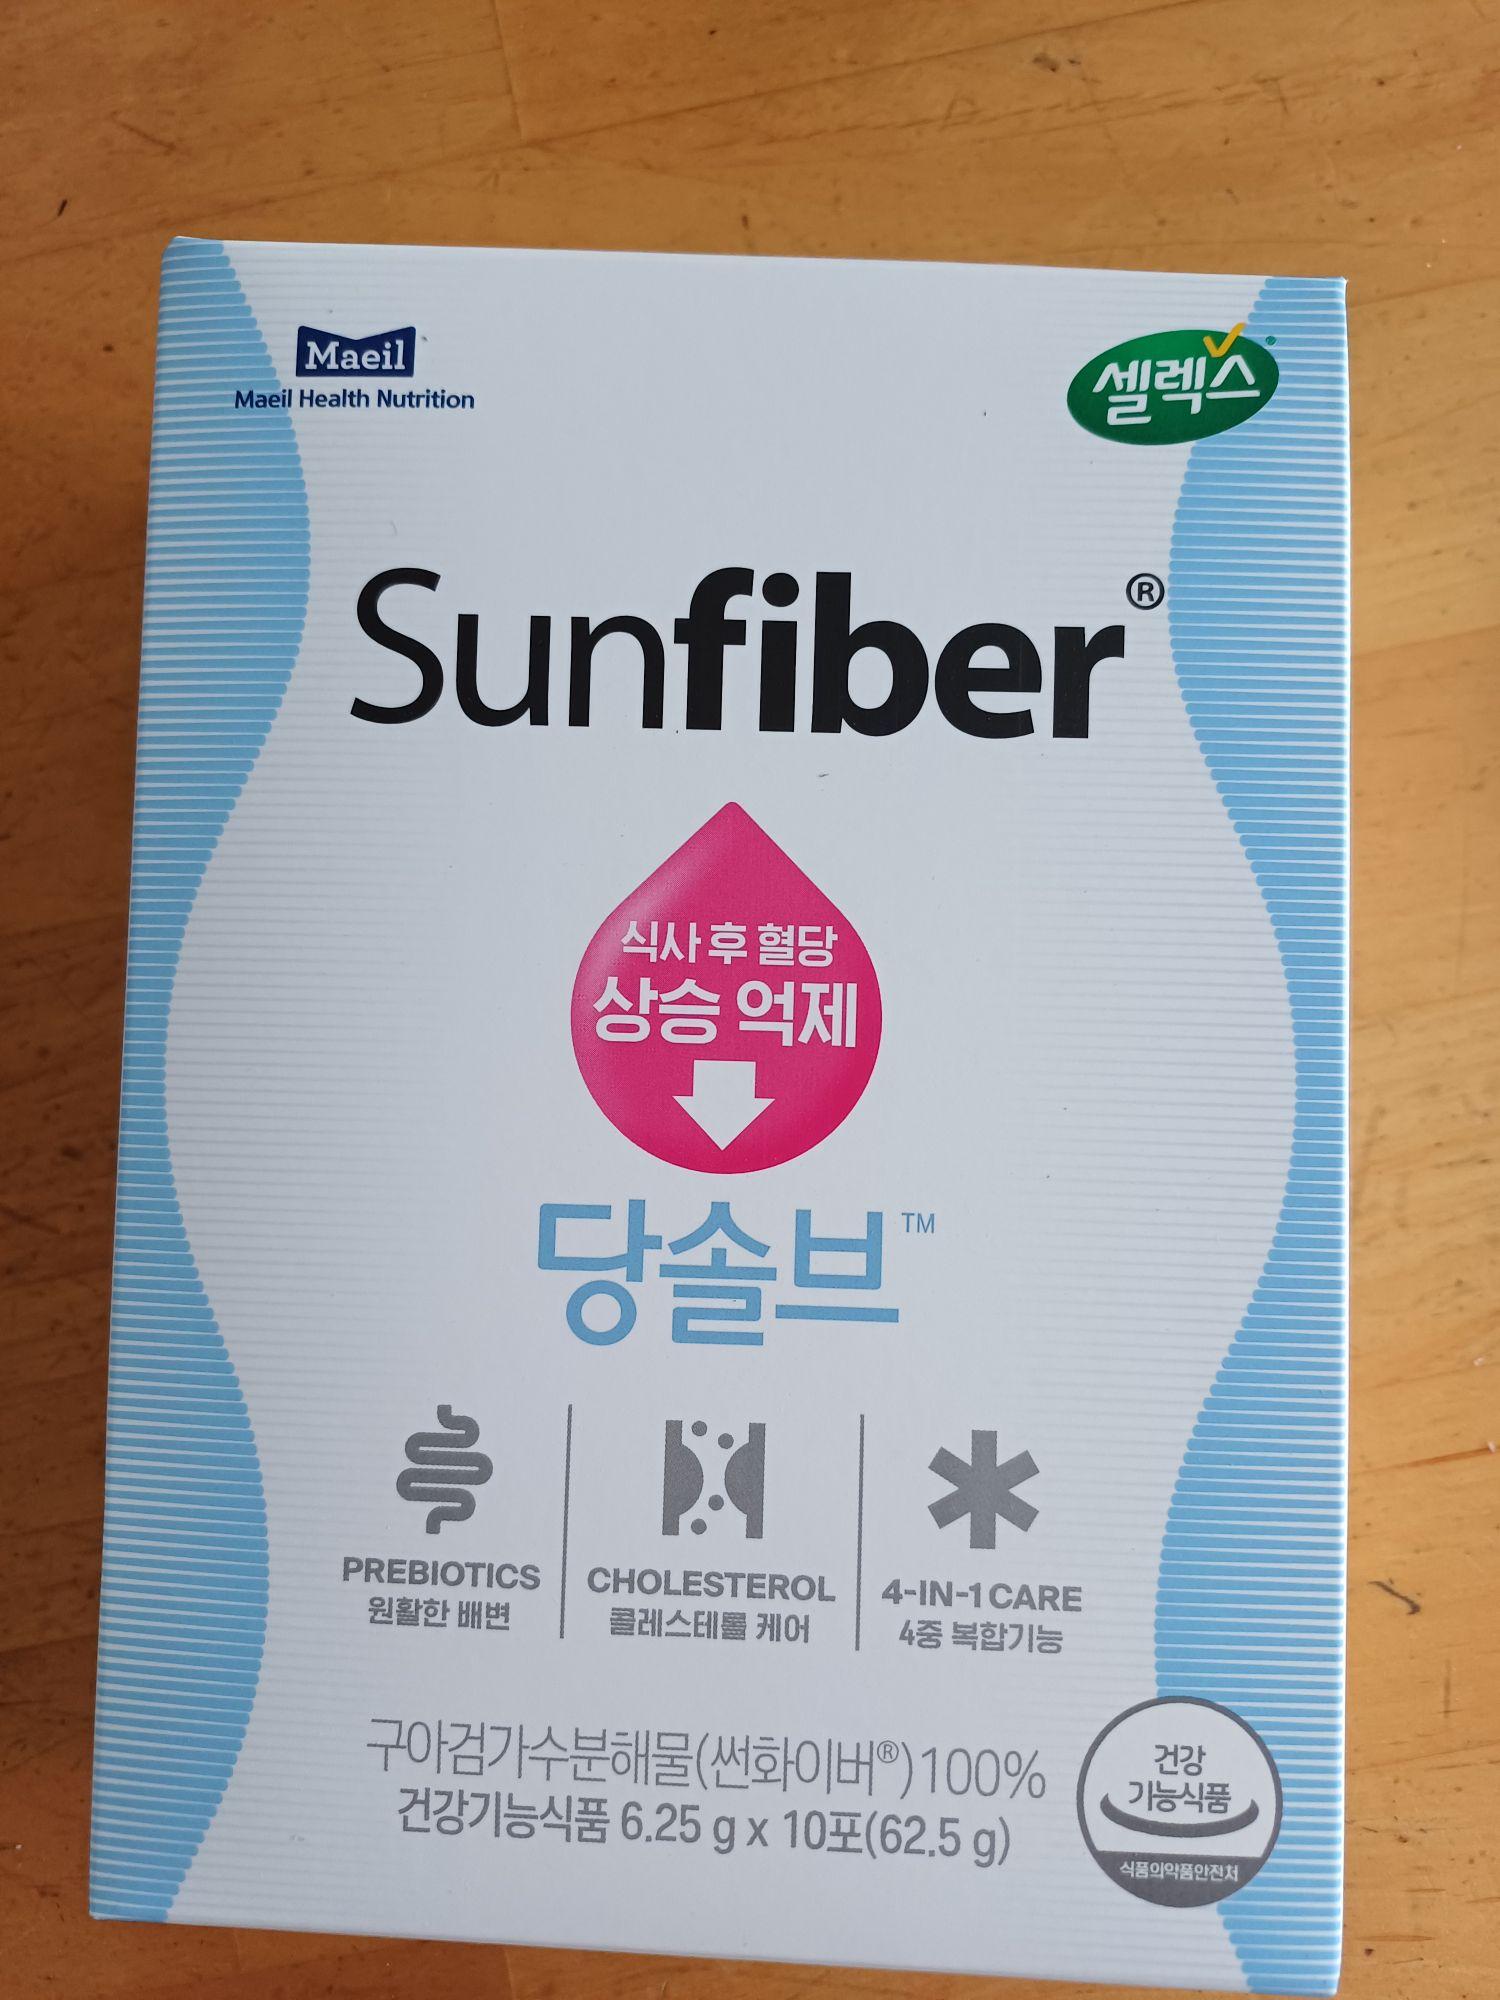 Maeil
Maeil Health Nutrition
셀렉스®
Sunfiber®
식사 후 혈당
상승 억제
당솔브™
PREBIOTICS
원활한 배변
CHOLESTEROL
콜레스테롤 케어
4-IN-1 CARE
4중 복합기능
구아검가수분해물(썬화이버®)100%
건강기능식품 6.25 g x 10포(62.5 g)
건강
기능식품
식품의약품안전처